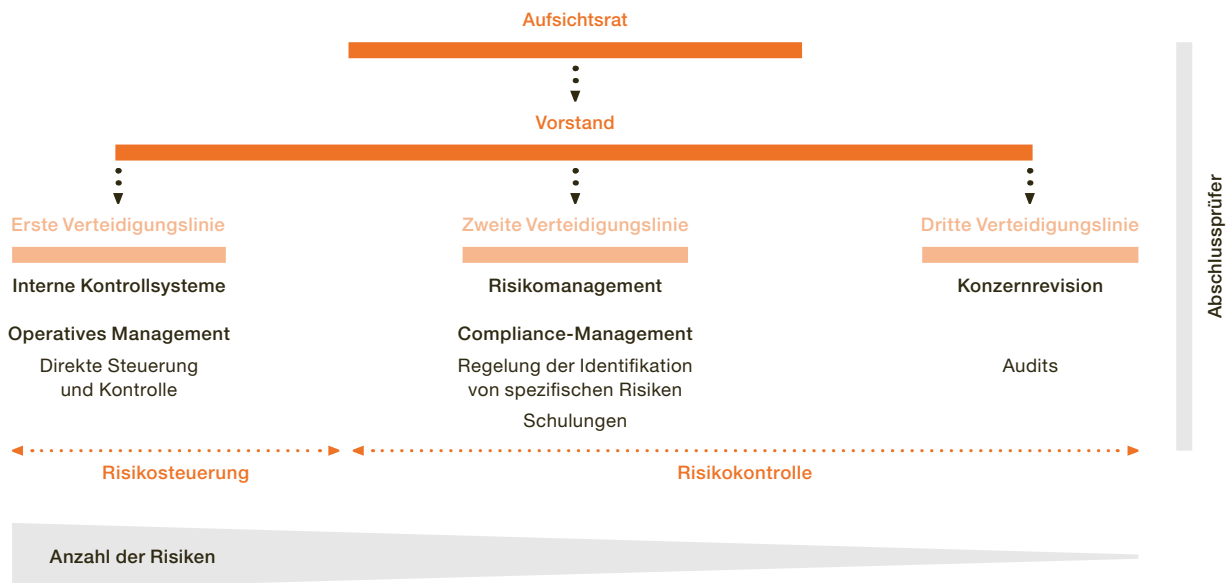 Aufsichtsrat
Vorstand
Erste Verteidigungslinie
Interne Kontrollsysteme
Operatives Management
Direkte Steuerung
und Kontrolle
Zweite Verteidigungslinie
Risikomanagement
Compliance-Management
Regelung der Identifikation
von spezifischen Risiken
Schulungen
Dritte Verteidigungslinie
Konzernrevision
Audits
Risikosteuerung
Risikokontrolle
Anzahl der Risiken
Abschlussprüfer